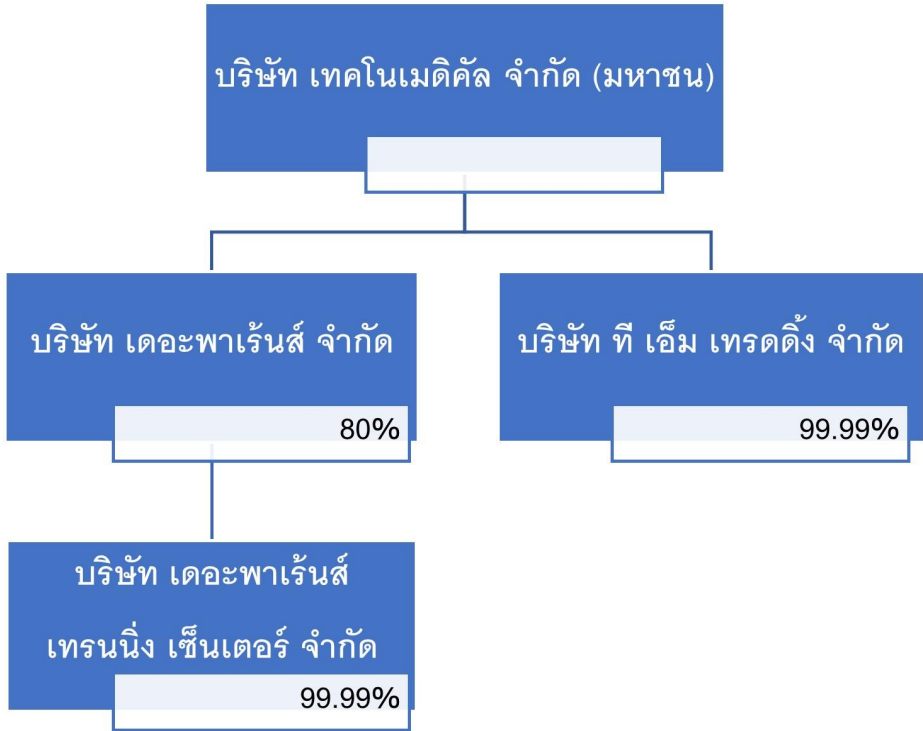 บริษัท เทคโนเมดิคัล จำกัด (มหาชน)
บริษัท เดอะพาเร้นส์ จำกัด
80%
บริษัท ที เอ็ม เทรดดิ้ง จำกัด
99.99%
บริษัท เดอะพาเร้นส์
เทรนนิ่ง เซ็นเตอร์ จำกัด
99.99%